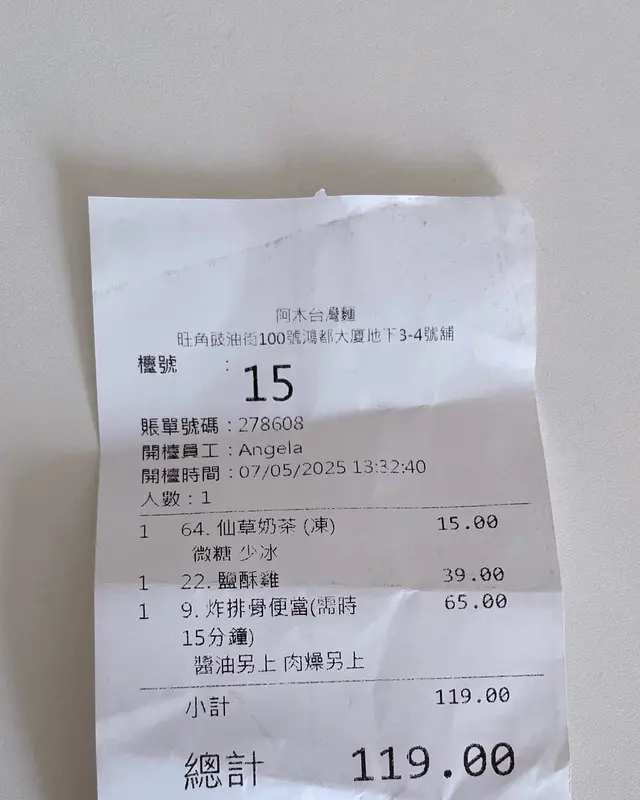 阿木台灣麵
旺角豉油街100號鴻都大廈地下3-4號舖
檯號 : 15
賬單號碼：278608
開檯員工：Angela
開檯時間：07/05/2025 13:32:40
人數：1
1 64. 仙草奶茶 (凍) 15.00
微糖 少冰
1 22. 鹽酥雞 39.00
1 9. 炸排骨便當(需時 65.00
15分鐘)
醬油另上 肉燥另上
小計 119.00
總計 119.00